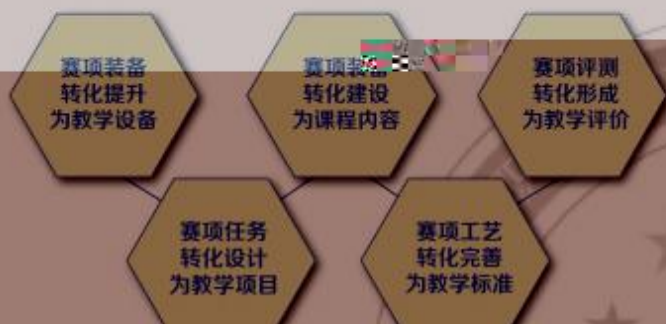 赛项装备
转化提升
为教学设备
赛项装
转化建设
为课程内容
赛项评测
转化形成
为教学评价
赛项任务
转化设计
为教学项目
赛项工艺
转化完善
为教学标准